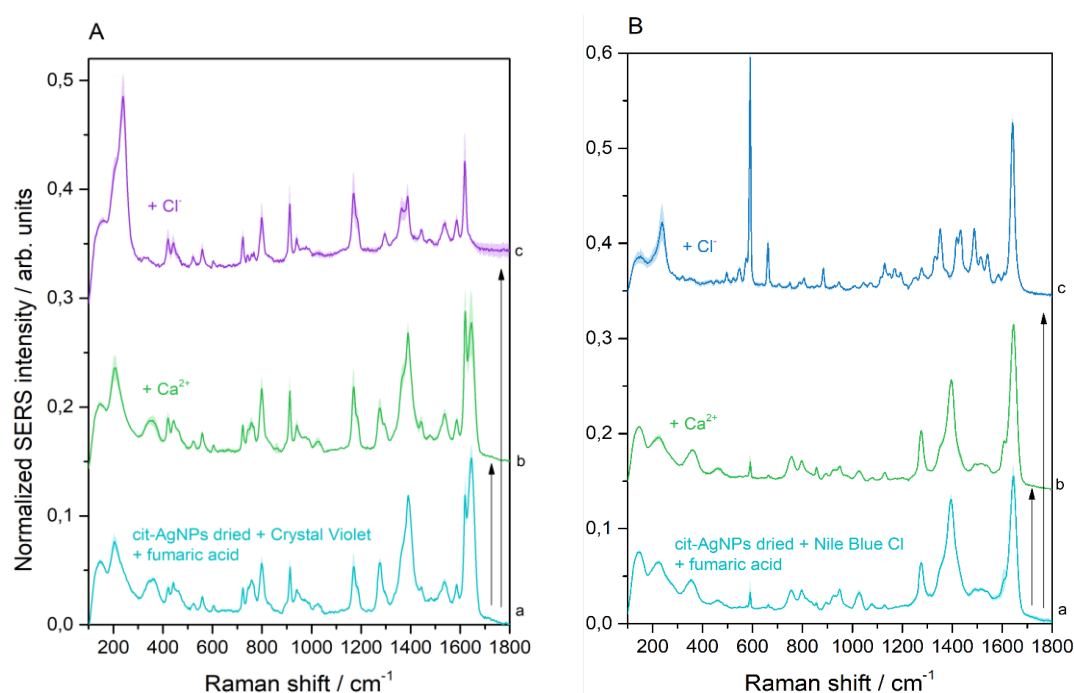 A
Normalized SERS intensity / arb. units
0,5
0,4
0,3
0,2
0,1
0,0
+ Cl⁻
c
+ Ca²⁺
b
cit-AgNPs dried + Crystal Violet
+ fumaric acid
a
200 400 600 800 1000 1200 1400 1600 1800
Raman shift / cm⁻¹
B
0,6
0,5
0,4
0,3
0,2
0,1
0,0
+ Cl⁻
c
+ Ca²⁺
b
cit-AgNPs dried + Nile Blue Cl
+ fumaric acid
a
200 400 600 800 1000 1200 1400 1600 1800
Raman shift / cm⁻¹